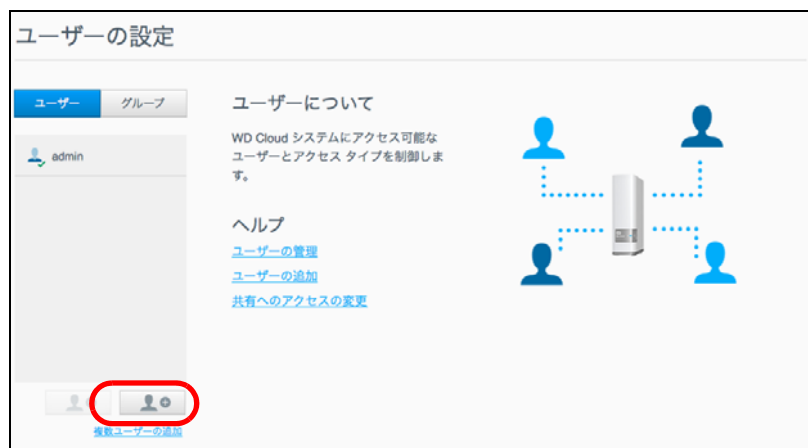 ユーザーの設定
ユーザー
グループ
admin
複数ユーザーの追加
ユーザーについて
WD Cloud システムにアクセス可能な
ユーザーとアクセス タイプを制御しま
す。
ヘルプ
ユーザーの管理
ユーザーの追加
共有へのアクセスの変更